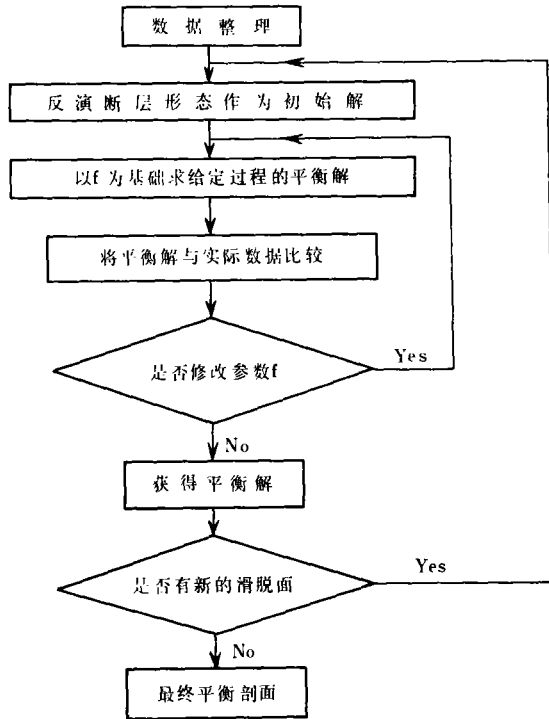 数据整理
反演断层形态作为初始解
以f为基础求给定过程的平衡解
将平衡解与实际数据比较
是否修改参数f
Yes
No
获得平衡解
是否有新的滑脱面
Yes
No
最终平衡剖面